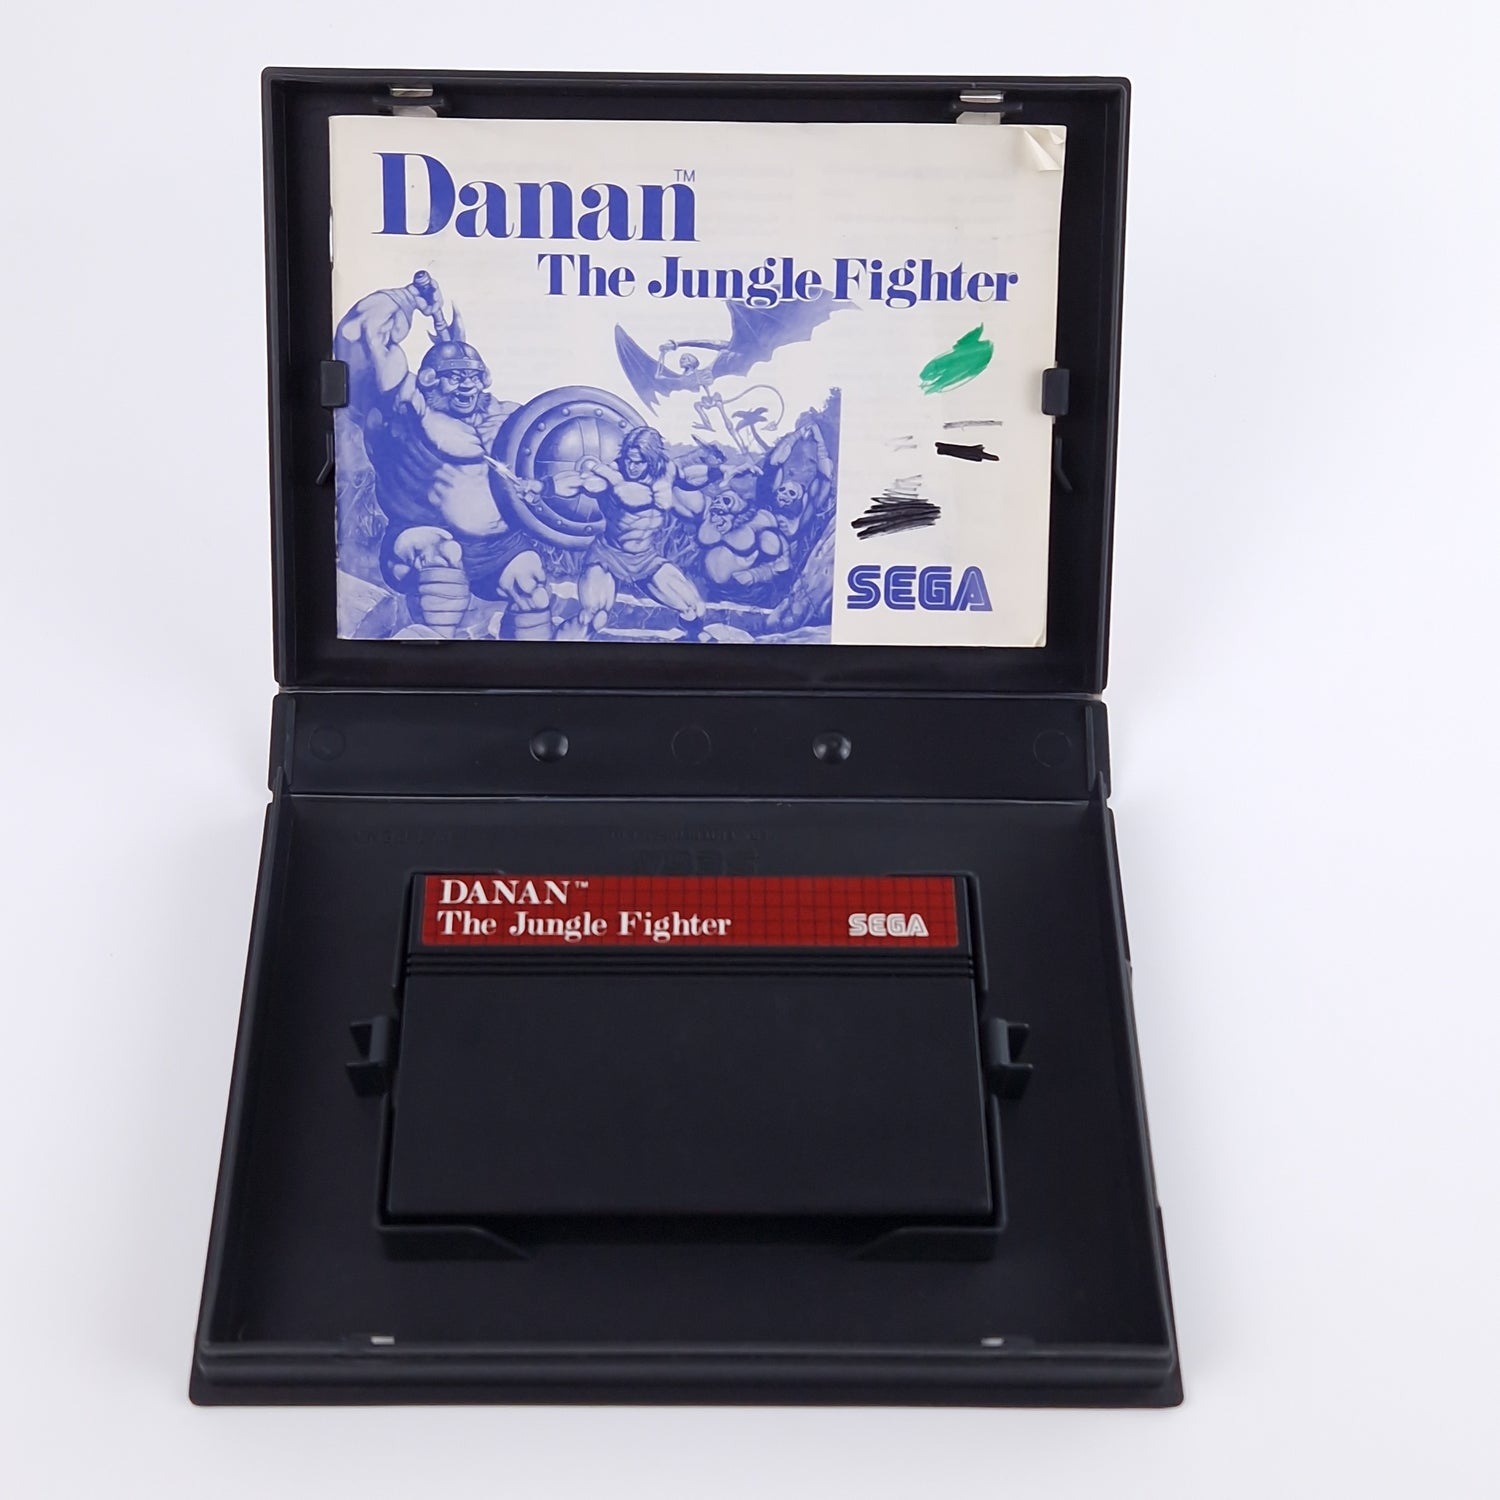 Danan™
The Jungle Fighter
SEGA
DANAN™
The Jungle Fighter
SEGA